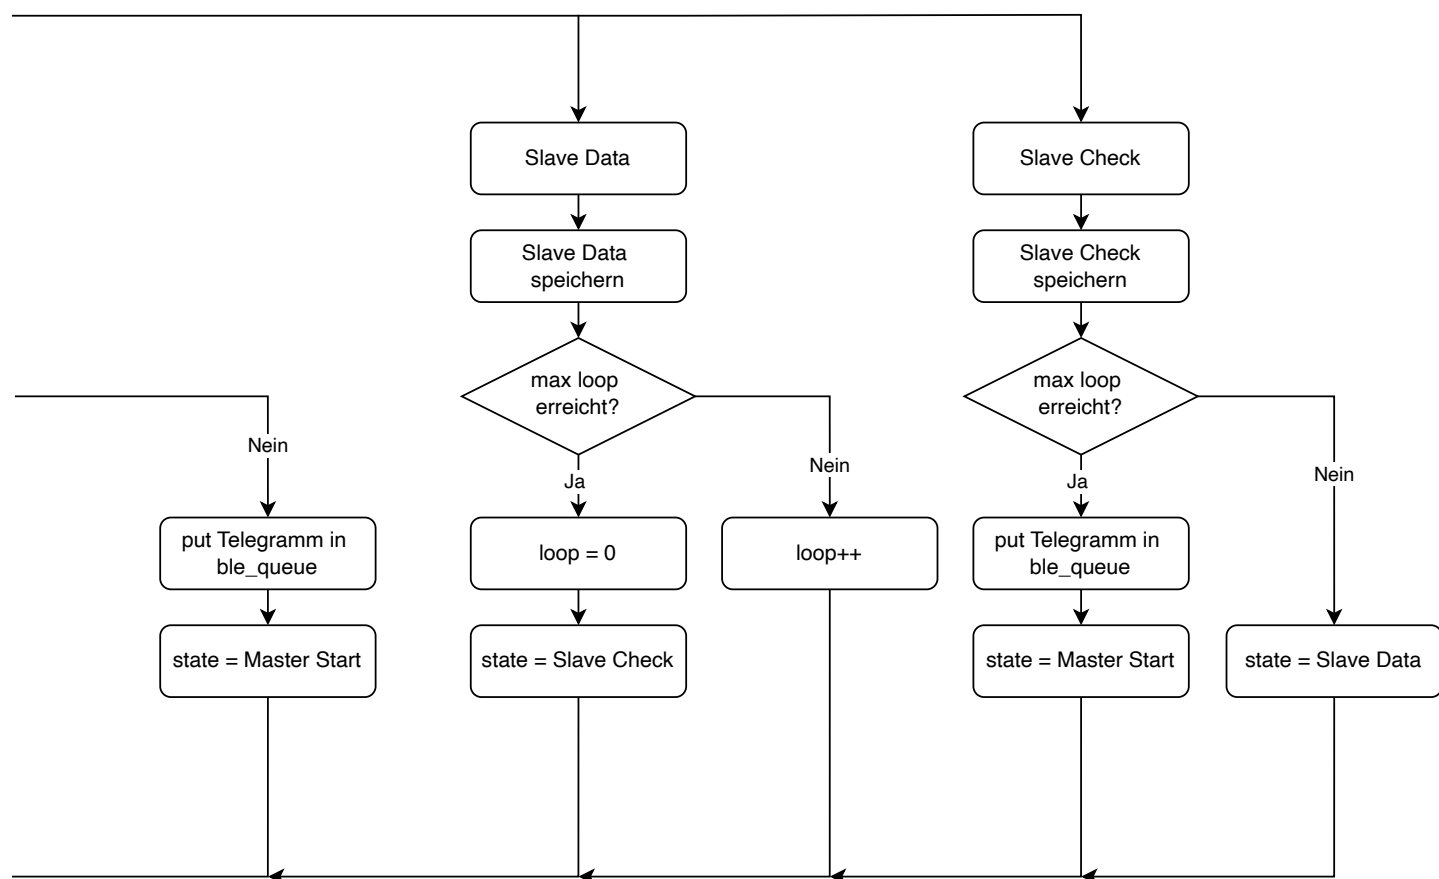 Slave Data
Slave Check
Slave Data
speichern
Slave Check
speichern
max loop
erreicht?
max loop
erreicht?
Nein
Nein
Nein
Ja
Ja
put Telegramm in
ble_queue
loop = 0
loop++
put Telegramm in
ble_queue
state = Master Start
state = Slave Check
state = Master Start
state = Slave Data